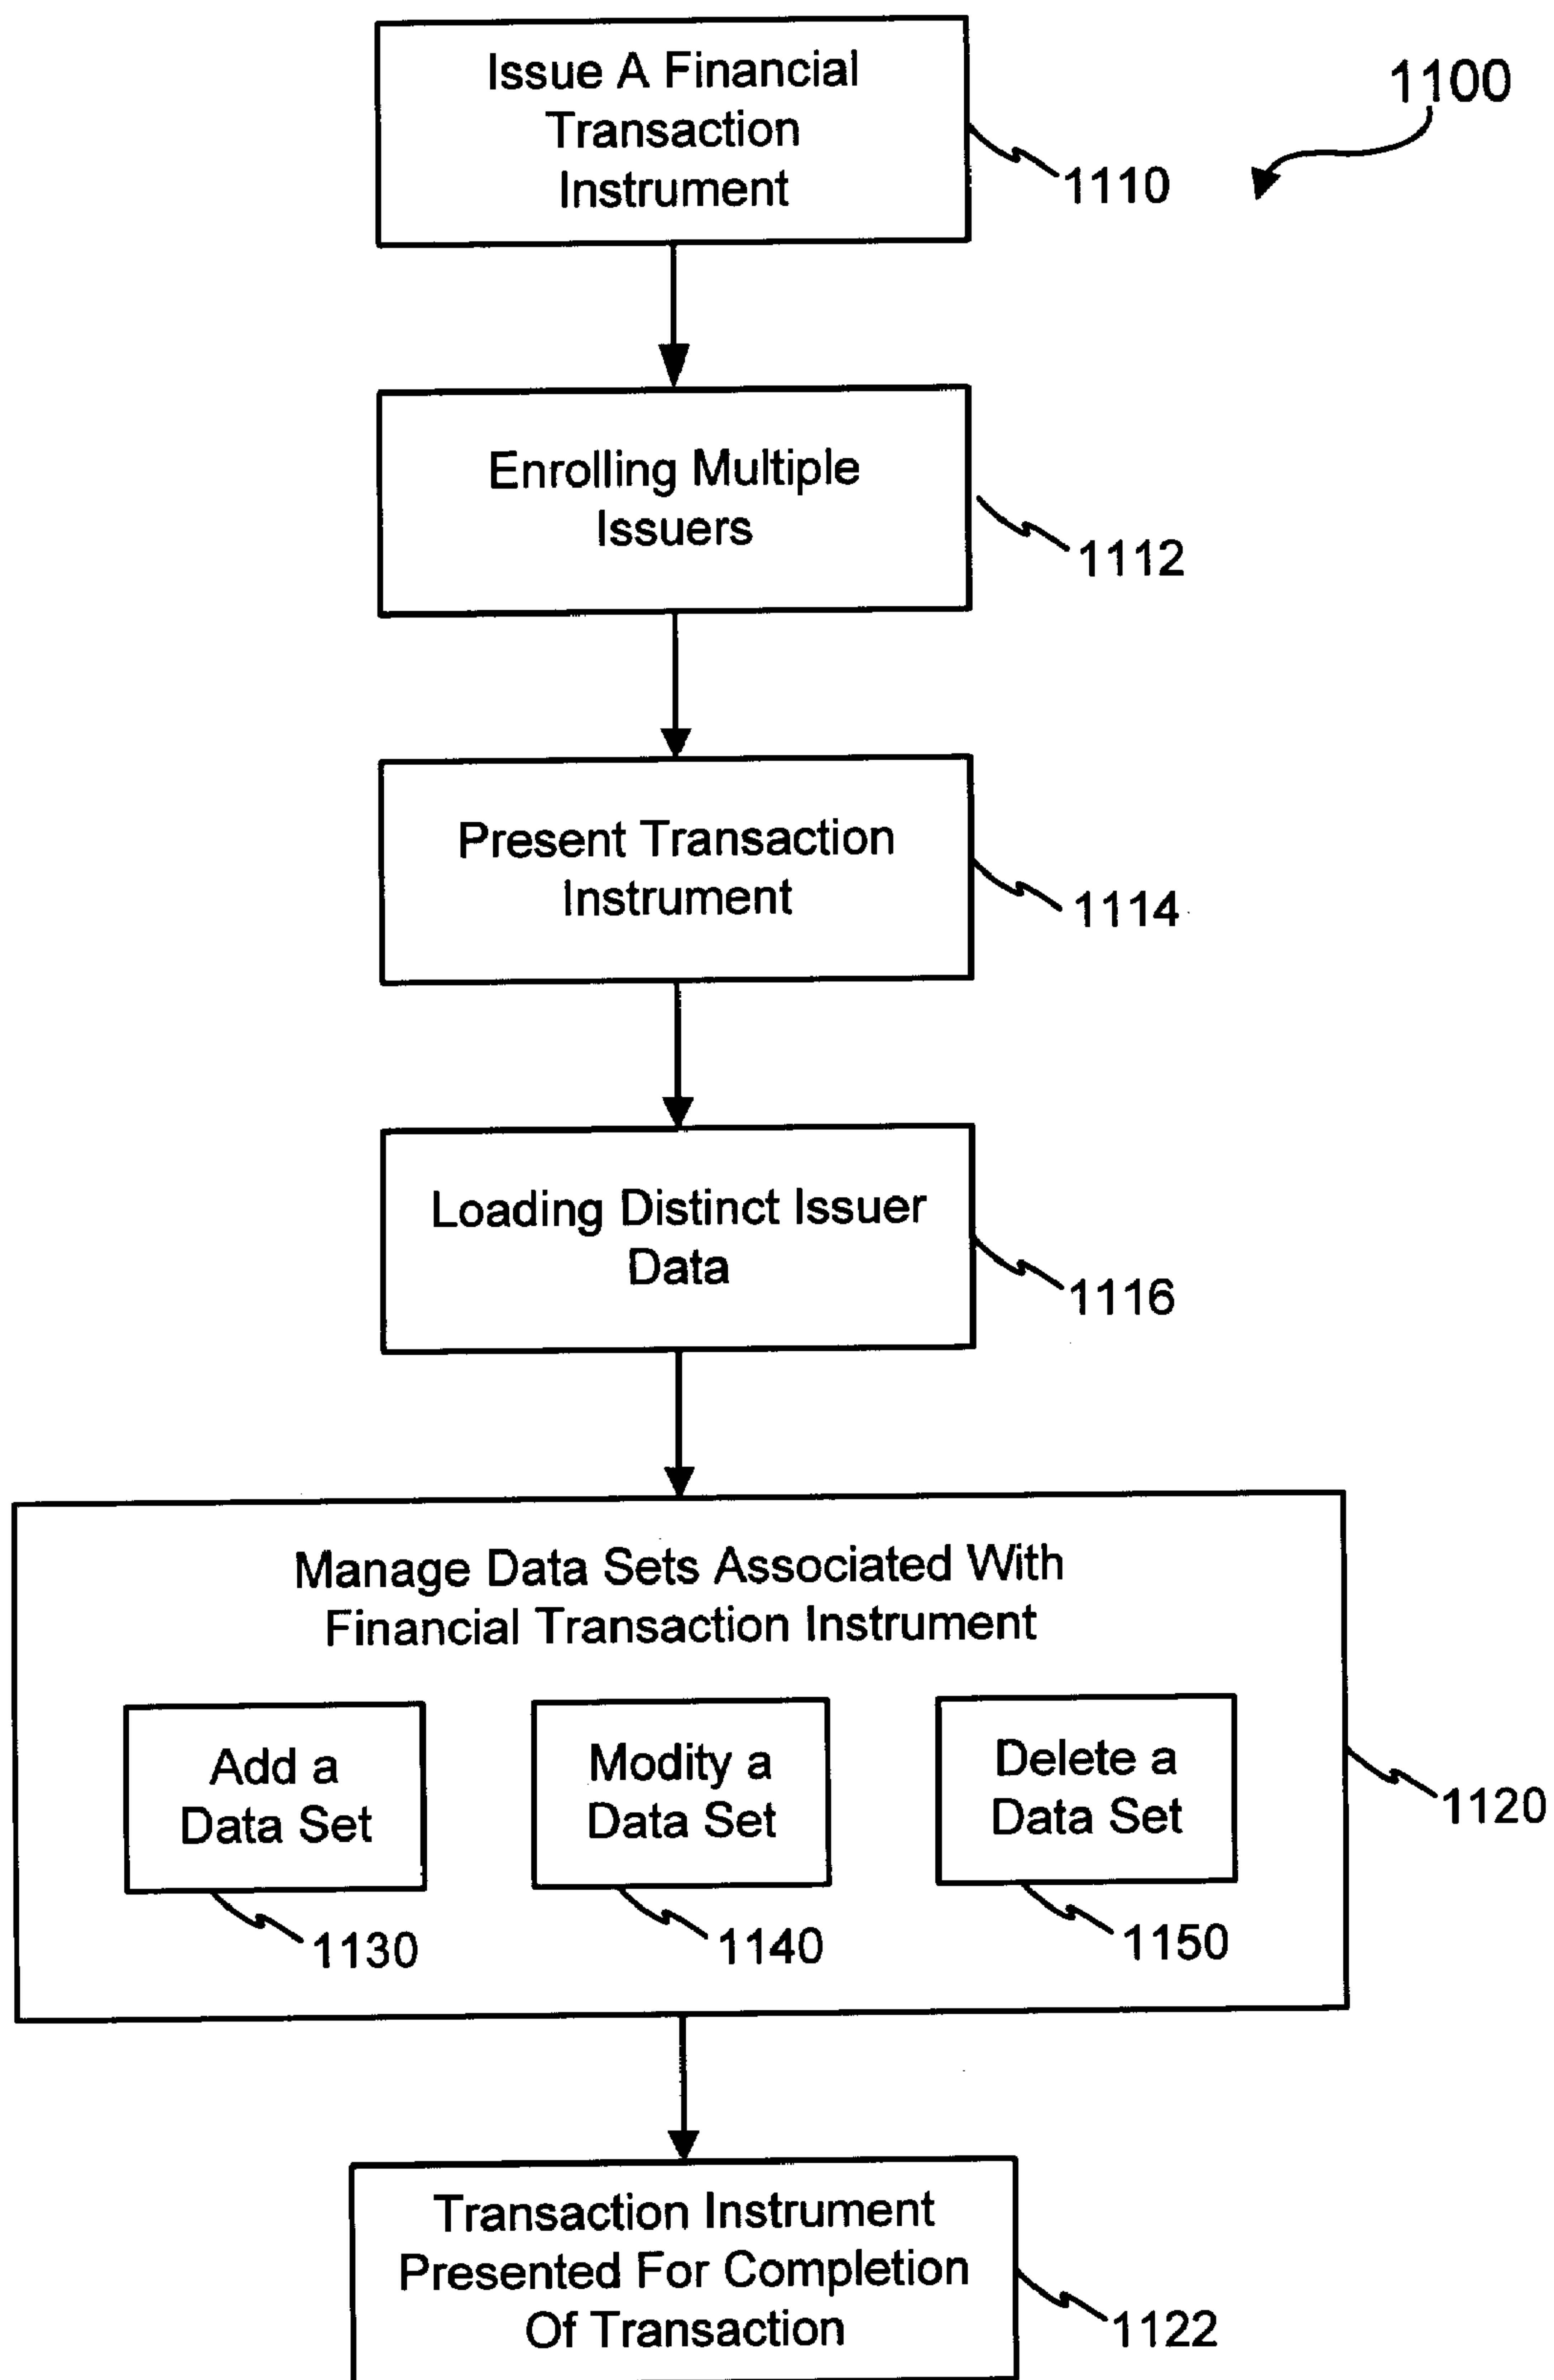 Issue A Financial
Transaction
Instrument
1100
1110
Enrolling Multiple
Issuers
1112
Present Transaction
Instrument
1114
Loading Distinct Issuer
Data
1116
Manage Data Sets Associated With
Financial Transaction Instrument
Add a
Data Set
Modity a
Data Set
Delete a
Data Set
1120
1130
1140
1150
Transaction Instrument
Presented For Completion
Of Transaction
1122